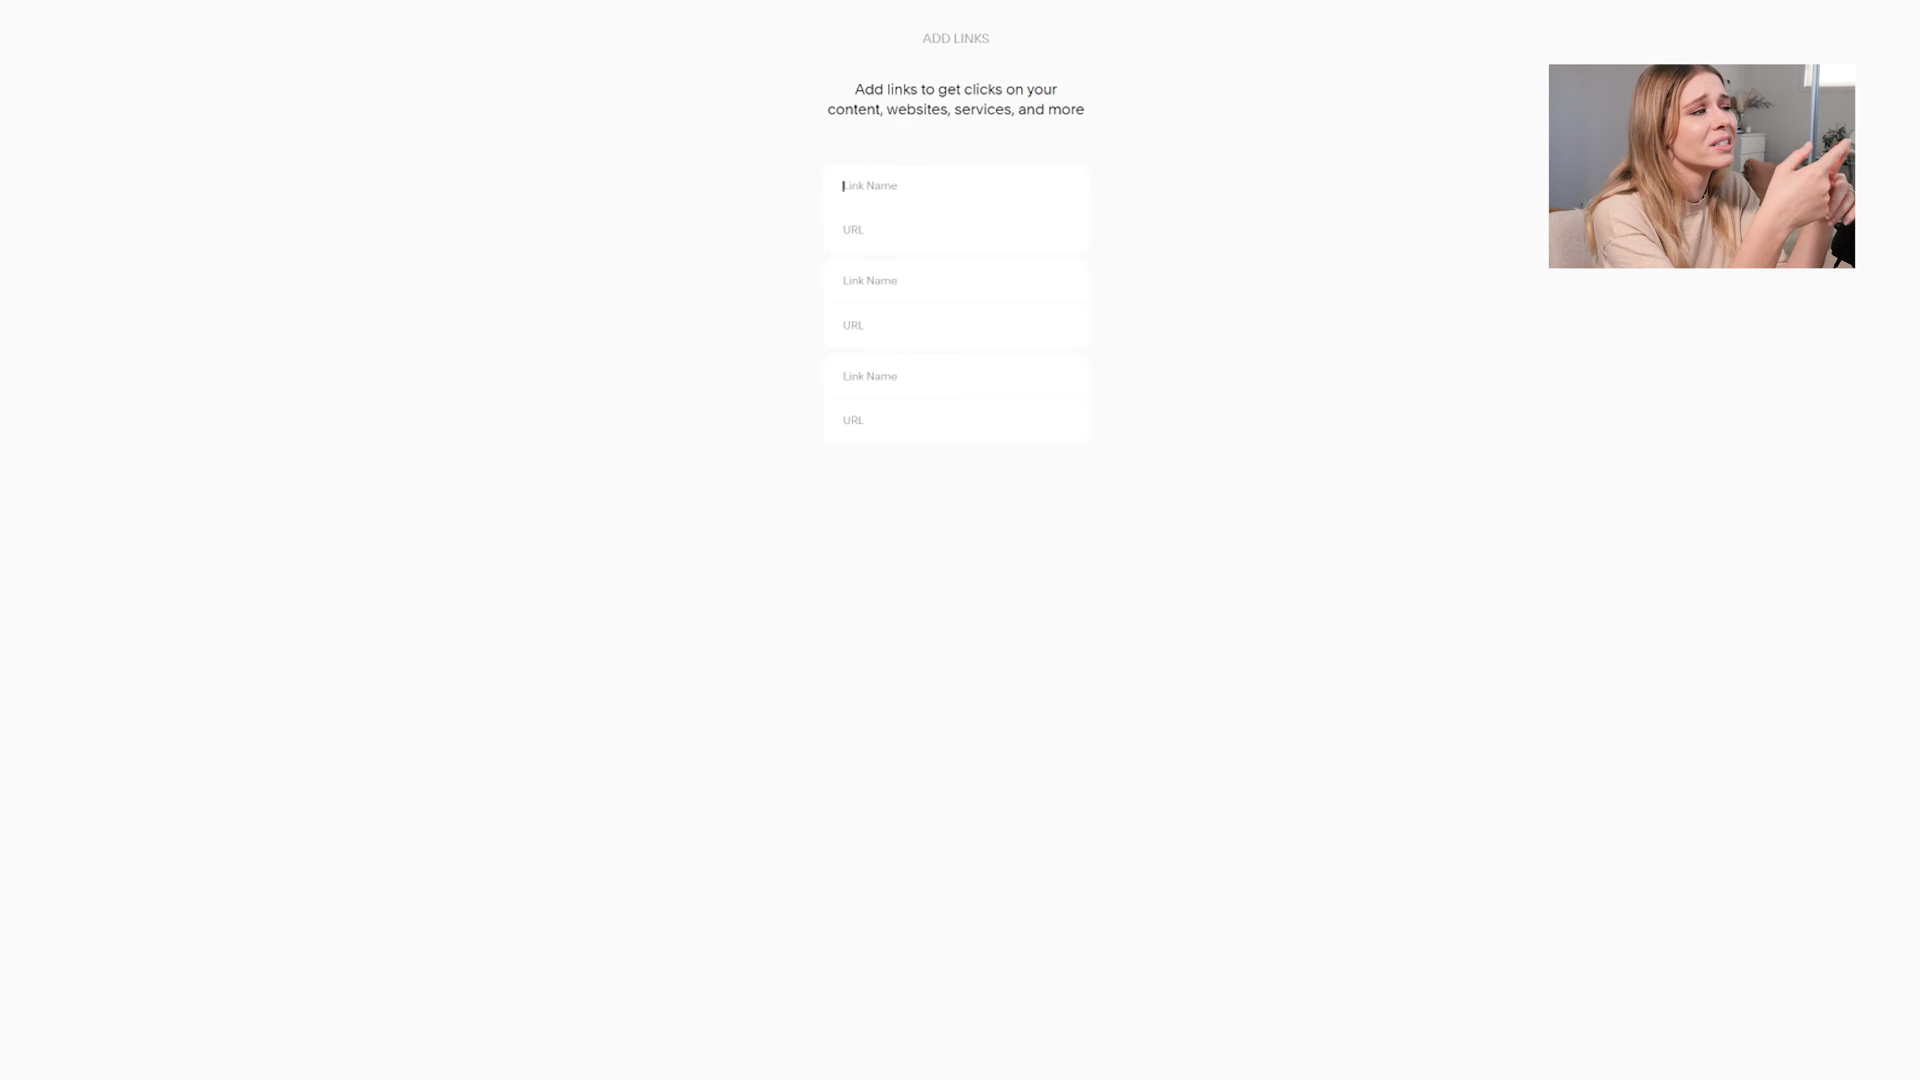 ADD LINKS
Add links to get clicks on your
content, websites, services, and more
Link Name
URL
Link Name
URL
Link Name
URL